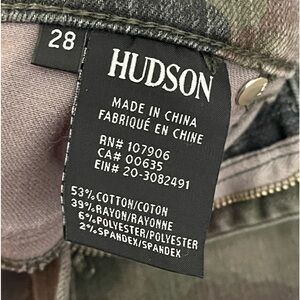 28
HUDSON
MADE IN CHINA
FABRIQUÉ EN CHINE
RN# 107906
CA# 00635
EIN# 20-3082491
53% COTTON/COTON
39% RAYON/RAYONNE
6% POLYESTER/POLYESTER
2% SPANDEX/SPANDEX